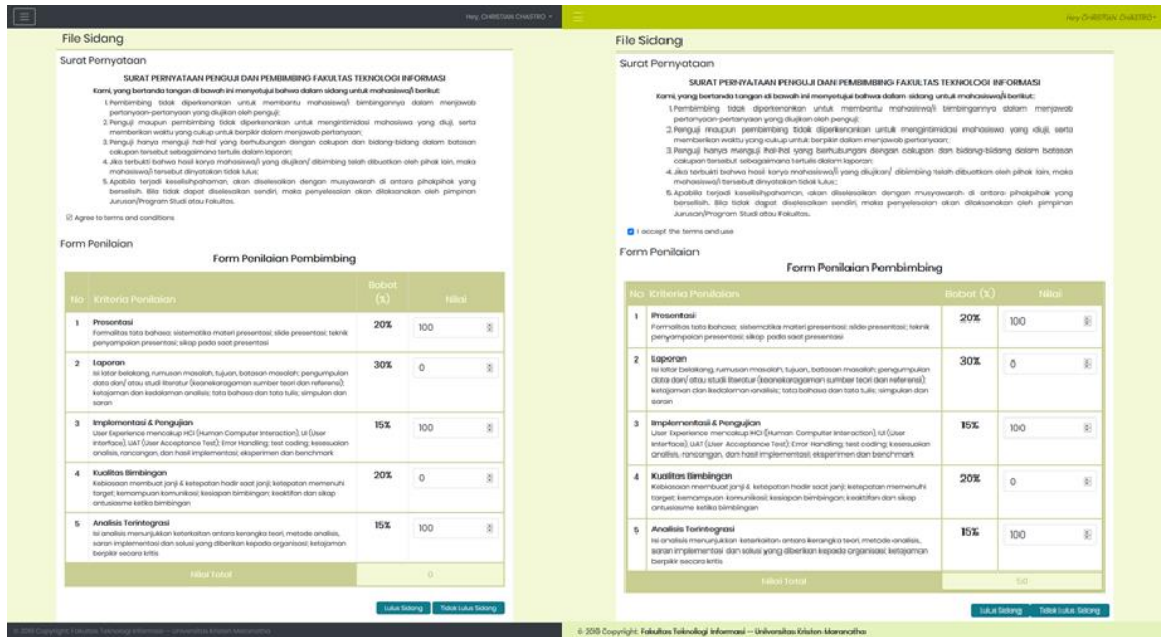 Hey, CHRISTIAN CHASTRO
File Sidang
Surat Pernyataan
SURAT PERNYATAAN PENGUJI DAN PEMBIMBING FAKULTAS TEKNOLOGI INFORMASI
Kami, yang bertanda tangan di bawah ini menyetujui bahwa dalam sidang untuk mahasiswa/i berikut:
1. Pembimbing tidak diperkenankan untuk membantu mahasiswa/i bimbingannya dalam menjawab
pertanyaan-pertanyaan yang diujikan oleh penguji;
2. Penguji maupun pembimbing tidak diperkenankan untuk mengintimidasi mahasiswa yang diuji, serta
memberikan waktu yang cukup untuk berpikir dalam menjawab pertanyaan;
3. Penguji hanya menguji hal-hal yang berhubungan dengan cakupan dan bidang-bidang dalam batasan
cakupan tersebut sebagaimana tertulis dalam laporan;
4. Jika terbukti bahwa hasil karya mahasiswa/i yang diujikan/ dibimbing telah dibuatkan oleh pihak lain, maka
mahasiswa/i tersebut dinyatakan tidak lulus;
5. Apabila terjadi keselisihpahaman, akan diselesaikan dengan musyawarah di antara pihakpihak yang
berselisih. Bila tidak dapat diselesaikan sendiri, maka penyelesaian akan dilaksanakan oleh pimpinan
Jurusan/Program Studi atau Fakultas.
Agree to terms and conditions
Form Penilaian
Form Penilaian Pembimbing
No Kriteria Penilaian Bobot
(%) Nilai
1 Presentasi 20% 100
Formalitas tata bahasa; sistematika materi presentasi; slide presentasi; teknik
penyampaian presentasi; sikap pada saat presentasi
2 Laporan 30% 0
Isi latar belakang, rumusan masalah, tujuan, batasan masalah; pengumpulan
data dan/ atau studi literatur (keanekaragaman sumber teori dan referensi);
ketajaman dan kedalaman analisis; tata bahasa dan tata tulis; simpulan dan
saran
3 Implementasi & Pengujian 15% 100
User Experience mencakup HCI (Human Computer Interaction), UI (User
Interface), UAT (User Acceptance Test); Error Handling; test coding; kesesuaian
analisis, rancangan, dan hasil implementasi; eksperimen dan benchmark
4 Kualitas Bimbingan 20% 0
Kebiasaan membuat janji & ketepatan hadir saat janji; ketepatan memenuhi
target; kemampuan komunikasi; kesiapan bimbingan; keaktifan dan sikap
antusiasme ketika bimbingan
5 Analisis Terintegrasi 15% 100
Isi analisis menunjukkan keterkaitan antara kerangka teori, metode analisis,
saran implementasi dan solusi yang diberikan kepada organisasi; ketajaman
berpikir secara kritis
Nilai Total 0
Lulus Sidang Tidak Lulus Sidang
© 2019 Copyright: Fakultas Teknologi Informasi — Universitas Kristen Maranatha
Hey CHRISTIAN CHASTRO
File Sidang
Surat Pernyataan
SURAT PERNYATAAN PENGUJI DAN PEMBIMBING FAKULTAS TEKNOLOGI INFORMASI
Kami, yang bertanda tangan di bawah ini menyetujui bahwa dalam sidang untuk mahasiswa/i berikut:
1. Pembimbing tidak diperkenankan untuk membantu mahasiswa/i bimbingannya dalam menjawab
pertanyaan-pertanyaan yang diujikan oleh penguji;
2. Penguji maupun pembimbing tidak diperkenankan untuk mengintimidasi mahasiswa yang diuji, serta
memberikan waktu yang cukup untuk berpikir dalam menjawab pertanyaan;
3. Penguji hanya menguji hal-hal yang berhubungan dengan cakupan dan bidang-bidang dalam batasan
cakupan tersebut sebagaimana tertulis dalam laporan;
4. Jika terbukti bahwa hasil karya mahasiswa/i yang diujikan/ dibimbing telah dibuatkan oleh pihak lain, maka
mahasiswa/i tersebut dinyatakan tidak lulus;
5. Apabila terjadi keselisihpahaman, akan diselesaikan dengan musyawarah di antara pihakpihak yang
berselisih. Bila tidak dapat diselesaikan sendiri, maka penyelesaian akan dilaksanakan oleh pimpinan
Jurusan/Program Studi atau Fakultas.
I accept the terms and use
Form Penilaian
Form Penilaian Pembimbing
No Kriteria Penilaian Bobot (%) Nilai
1 Presentasi 20% 100
Formalitas tata bahasa; sistematika materi presentasi; slide presentasi; teknik
penyampaian presentasi; sikap pada saat presentasi
2 Laporan 30% 0
Isi latar belakang, rumusan masalah, tujuan, batasan masalah; pengumpulan
data dan/ atau studi literatur (keanekaragaman sumber teori dan referensi);
ketajaman dan kedalaman analisis; tata bahasa dan tata tulis; simpulan dan
saran
3 Implementasi & Pengujian 15% 100
User Experience mencakup HCI (Human Computer Interaction), UI (User
Interface), UAT (User Acceptance Test); Error Handling; test coding; kesesuaian
analisis, rancangan, dan hasil implementasi; eksperimen dan benchmark
4 Kualitas Bimbingan 20% 0
Kebiasaan membuat janji & ketepatan hadir saat janji; ketepatan memenuhi
target; kemampuan komunikasi; kesiapan bimbingan; keaktifan dan sikap
antusiasme ketika bimbingan
5 Analisis Terintegrasi 15% 100
Isi analisis menunjukkan keterkaitan antara kerangka teori, metode analisis,
saran implementasi dan solusi yang diberikan kepada organisasi; ketajaman
berpikir secara kritis
Nilai Total 50
Lulus Sidang Tidak Lulus Sidang
© 2019 Copyright: Fakultas Teknologi Informasi — Universitas Kristen Maranatha